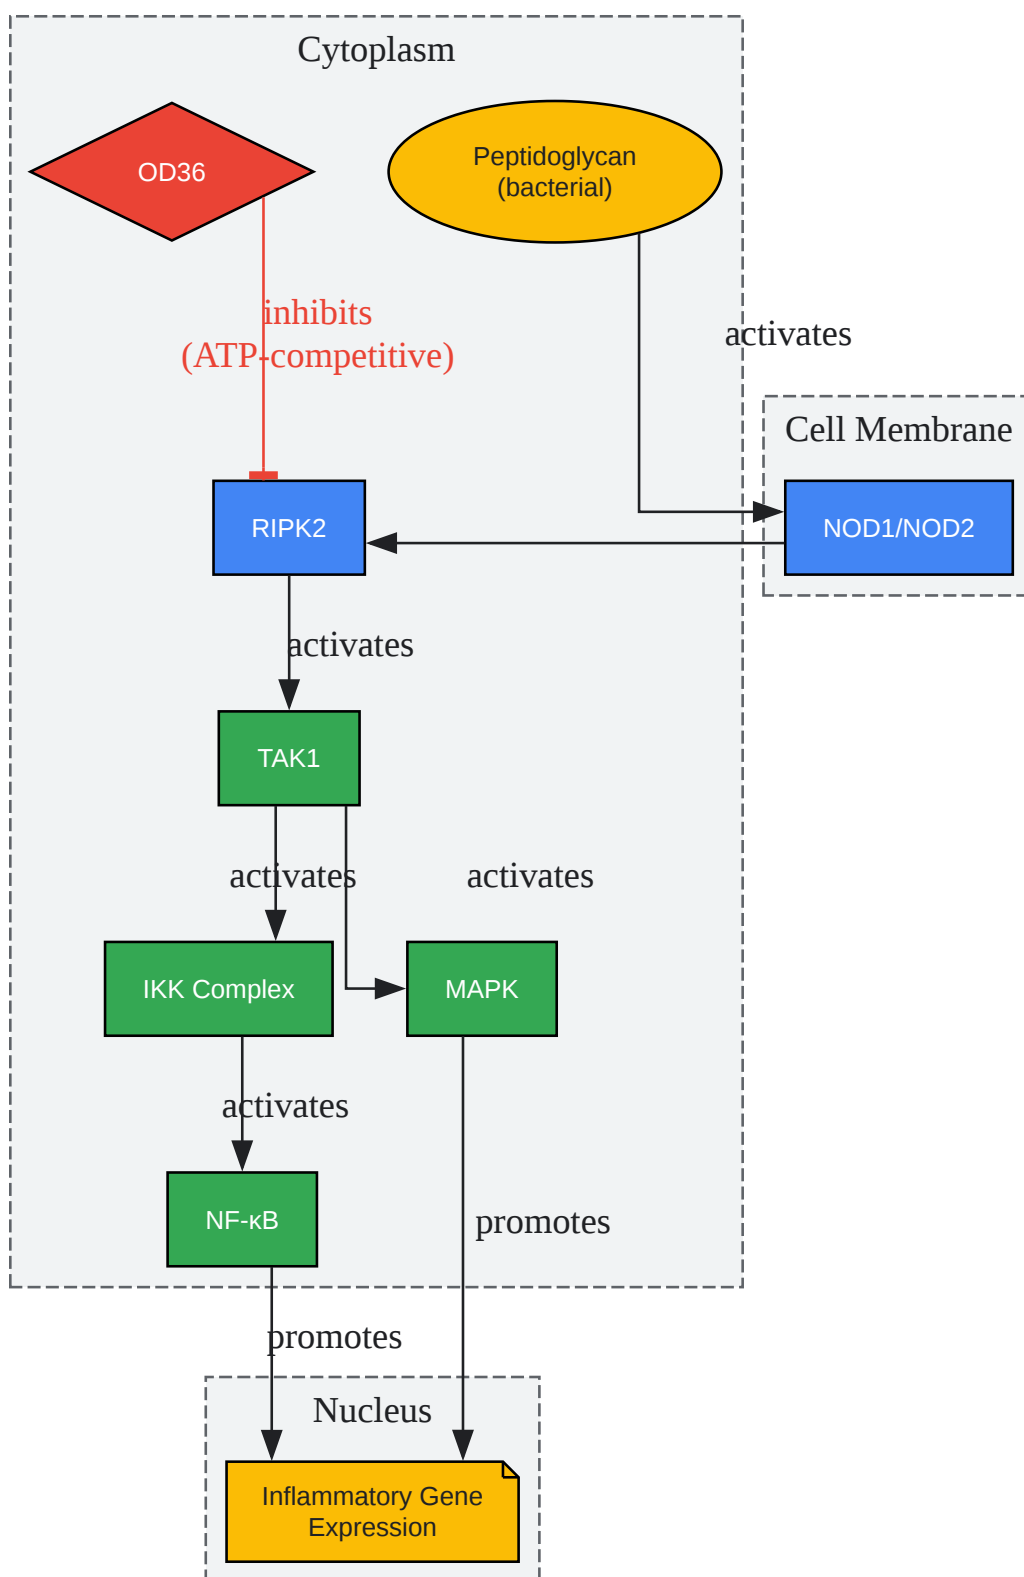 Cytoplasm
OD36
Peptidoglycan
(bacterial)
inhibits
(ATP-competitive)
activates
Cell Membrane
RIPK2
NOD1/NOD2
activates
TAK1
activates
activates
IKK Complex
MAPK
activates
NF-κB
promotes
promotes
Nucleus
Inflammatory Gene
Expression